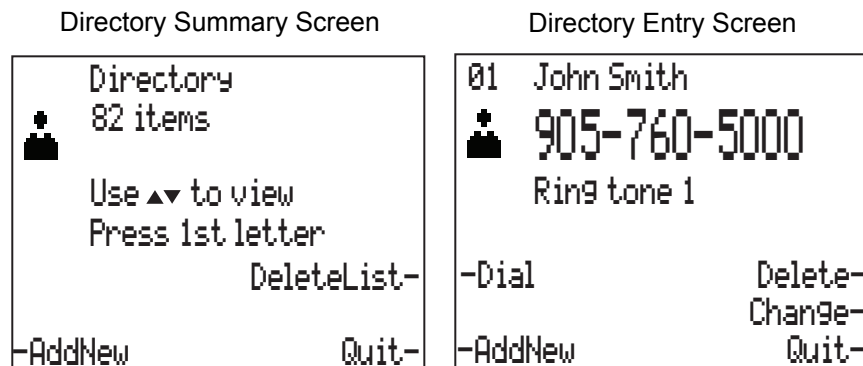 Directory Summary Screen
Directory
82 items
Use ▲▼ to view
Press 1st letter
DeleteList-
-AddNew Quit-
Directory Entry Screen
01 John Smith
905-760-5000
Ring tone 1
-Dial Delete-
Change-
-AddNew Quit-